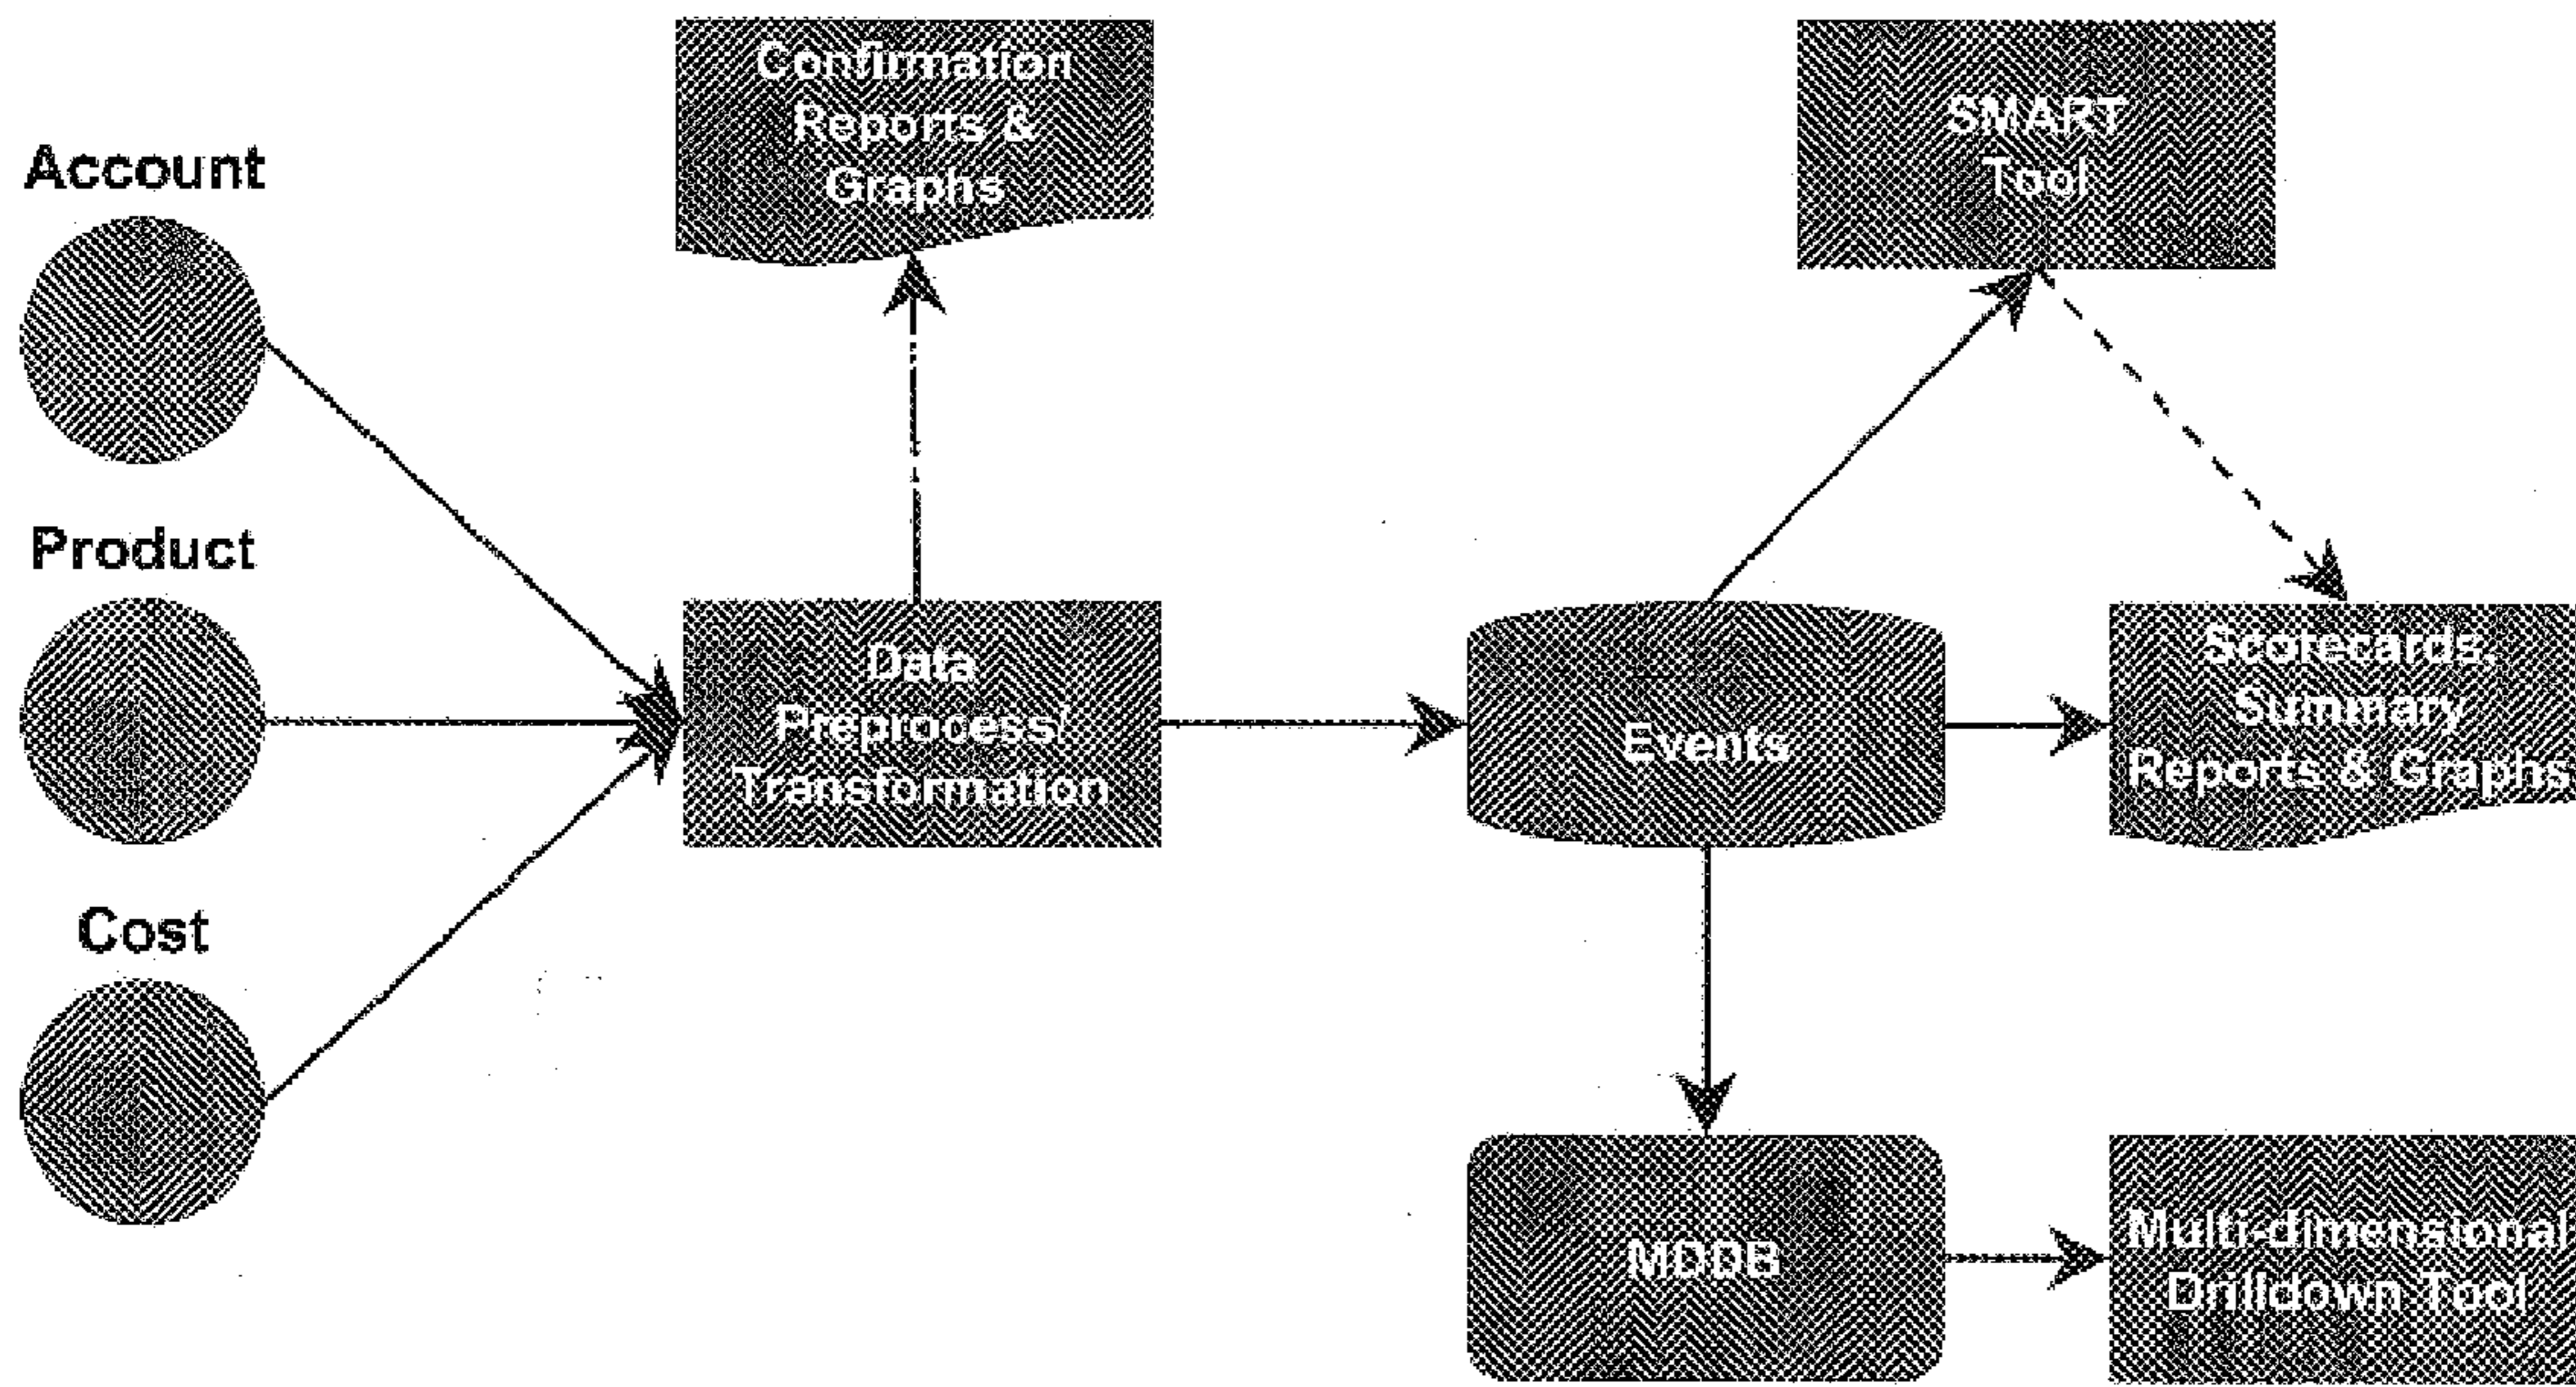 Account
Product
Cost
Confirmation
Reports &
Graphs
Data
Preprocess/
Transformation
SMART
Tool
Events
Scorecards,
Summary
Reports & Graphs
MDDB
Multi-dimensional
Drilldown Tool